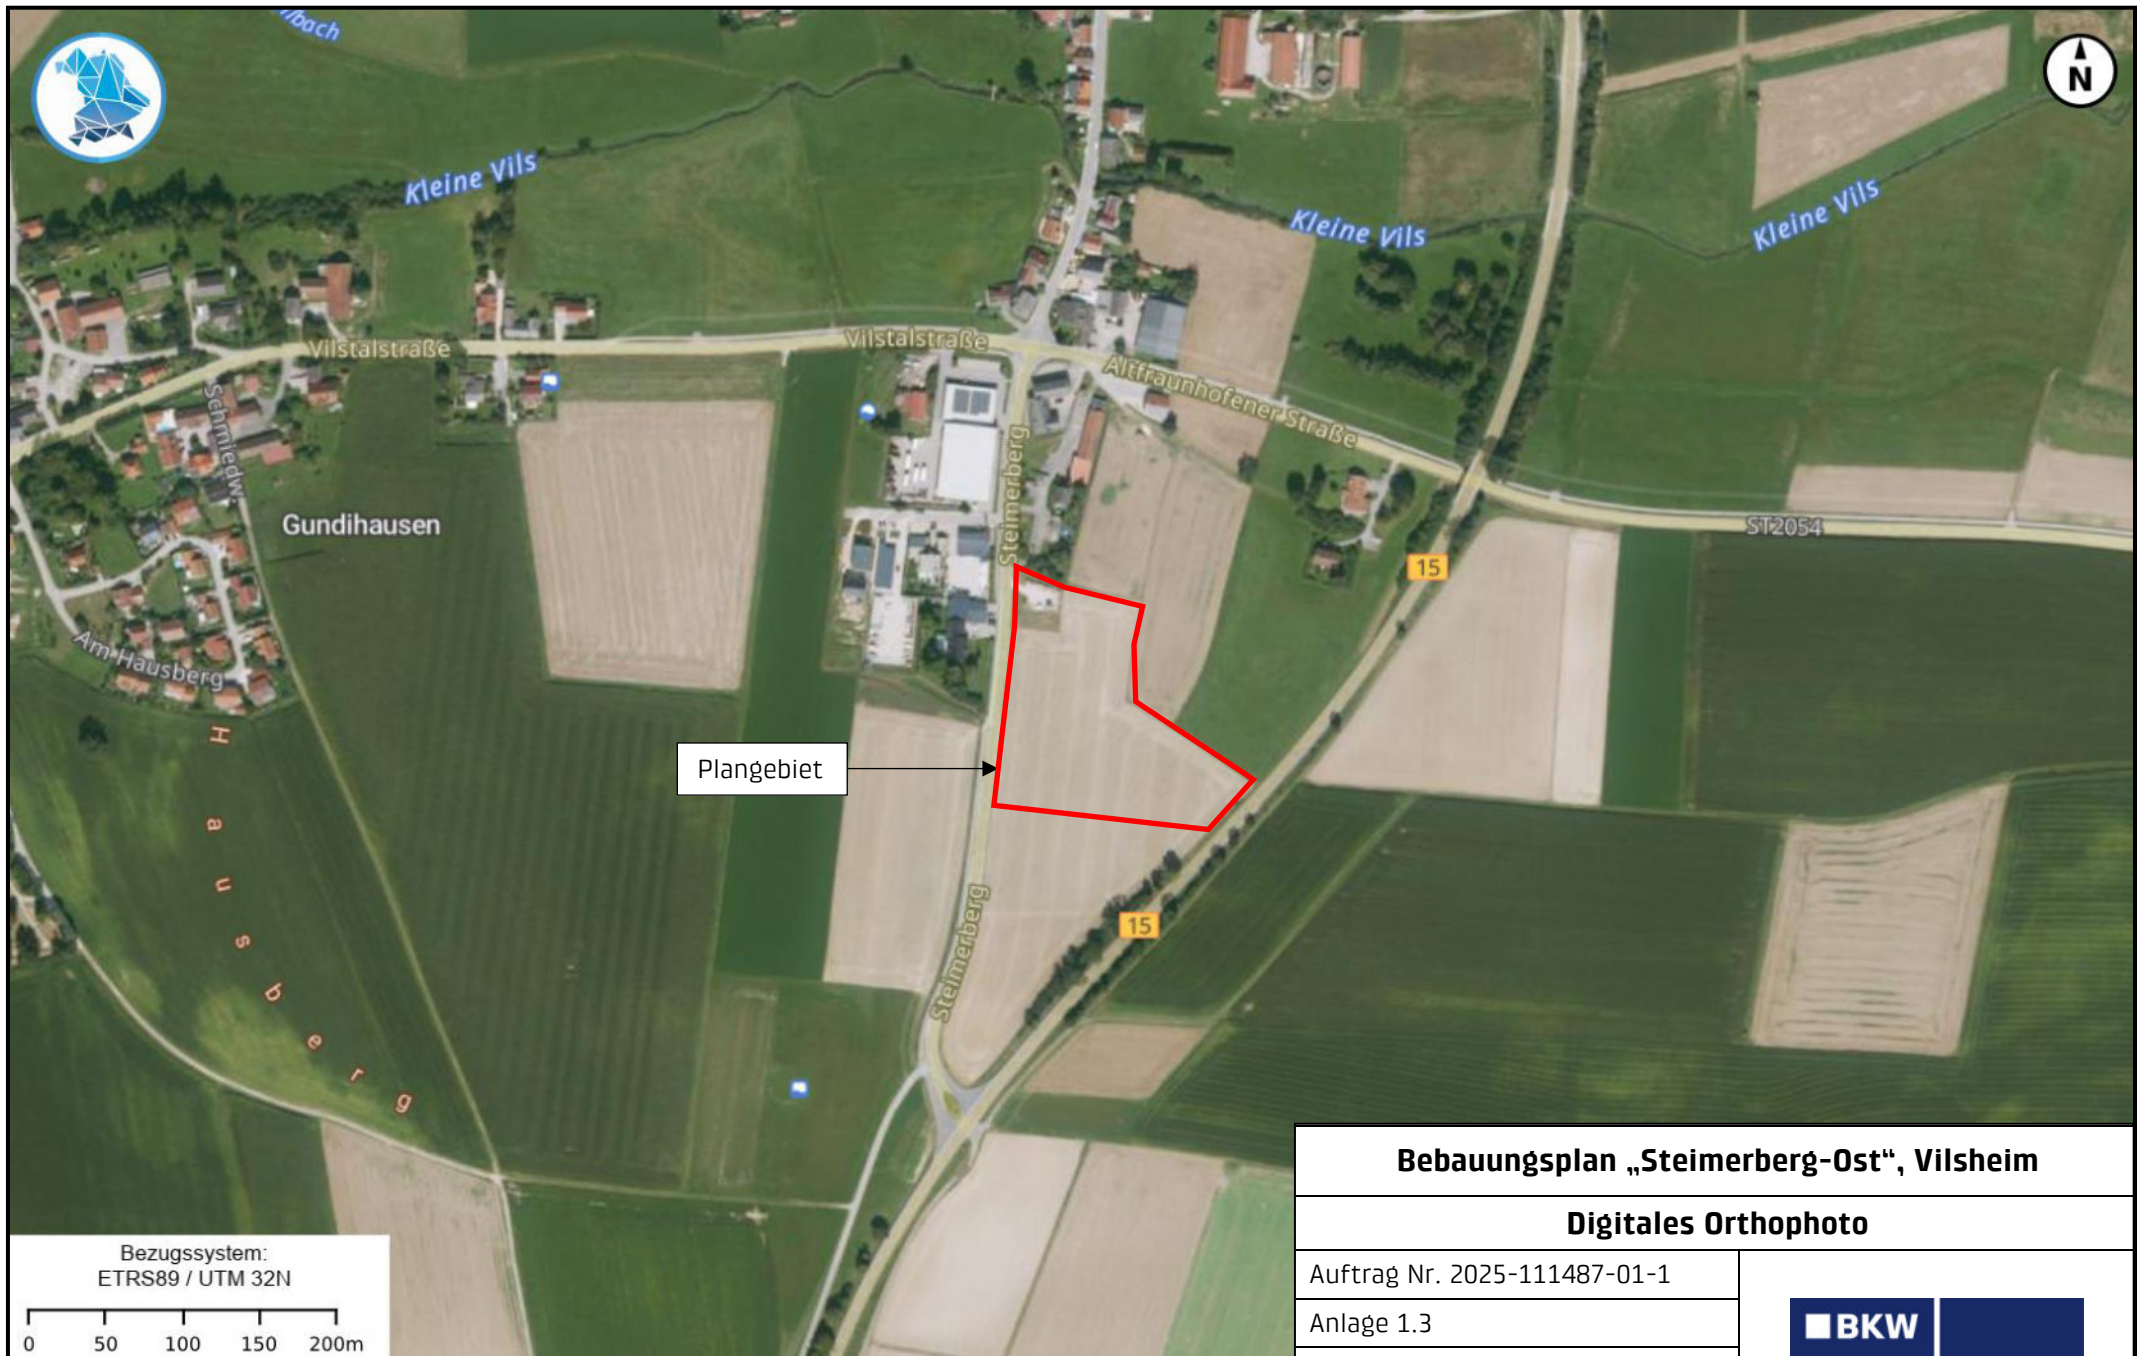 bach
N
Kleine Vils
Kleine Vils
Kleine Vils
Vilstalstraße
Vilstalstraße
Altfraunhofener Straße
Schmiedw.
Gundihausen
Steimerberg
ST2054
15
Am Hausberg
Hausberg
Plangebiet
Steimerberg
15
Bebauungsplan „Steimerberg-Ost“, Vilsheim
Digitales Orthophoto
Auftrag Nr. 2025-111487-01-1
Anlage 1.3
BKW
Bezugssystem:
ETRS89 / UTM 32N
0 50 100 150 200m